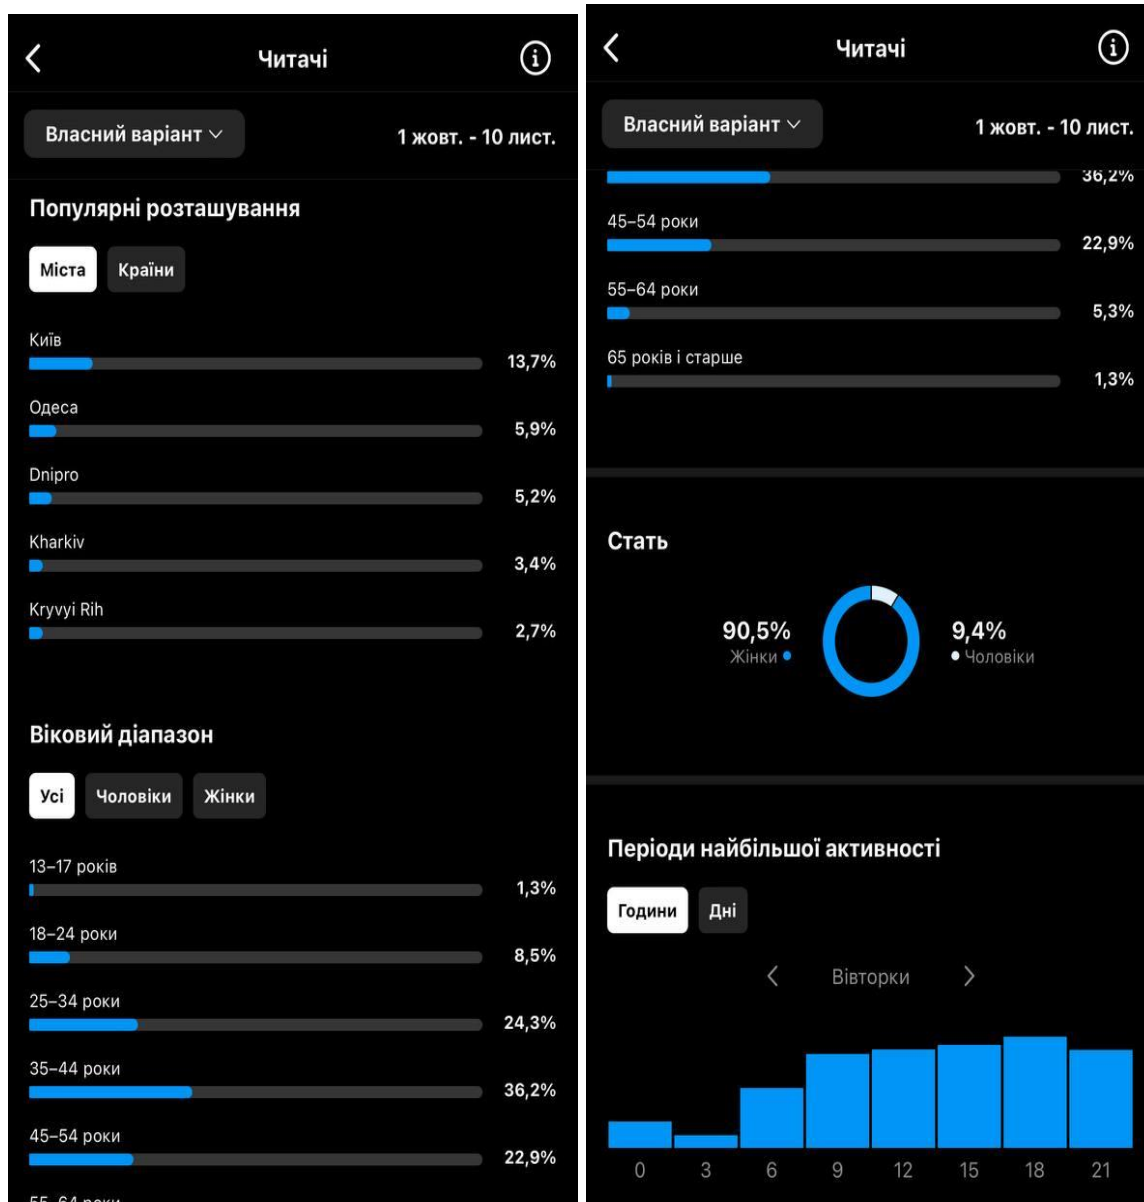 Читачі
Власний варіант
1 жовт. - 10 лист.
Популярні розташування
Міста
Країни
Київ
13,7%
Одеса
5,9%
Dnipro
5,2%
Kharkiv
3,4%
Kryvyi Rih
2,7%
Віковий діапазон
Усі
Чоловіки
Жінки
13–17 років
1,3%
18–24 роки
8,5%
25–34 роки
24,3%
35–44 роки
36,2%
45–54 роки
22,9%
55–64 роки
Читачі
Власний варіант
1 жовт. - 10 лист.
36,2%
45–54 роки
22,9%
55–64 роки
5,3%
65 років і старше
1,3%
Стать
90,5%
Жінки
9,4%
Чоловіки
Періоди найбільшої активності
Години
Дні
Вівторки
0 3 6 9 12 15 18 21